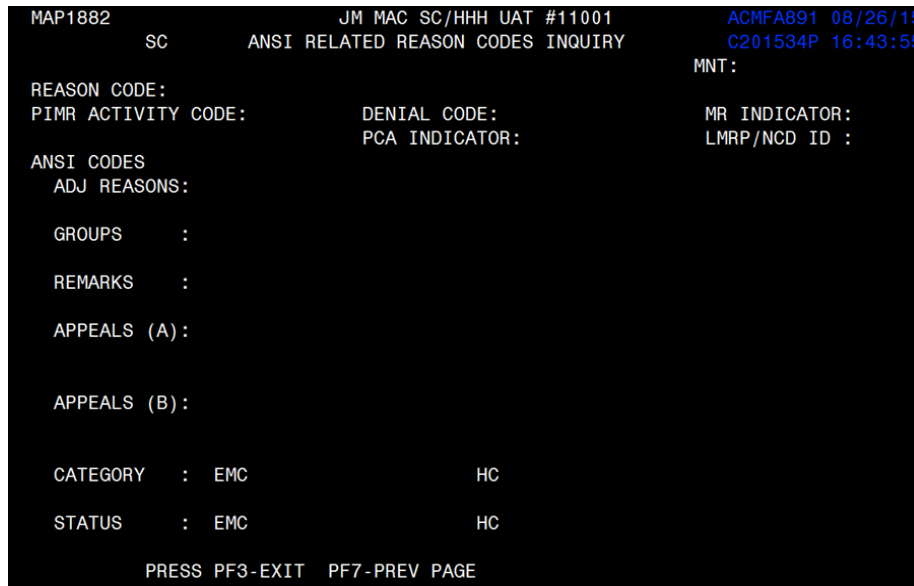 MAP1882 JM MAC SC/HHH UAT #11001 ACMFA891 08/26/15
SC ANSI RELATED REASON CODES INQUIRY C201534P 16:43:55
MNT:
REASON CODE:
PIMR ACTIVITY CODE: DENIAL CODE: MR INDICATOR:
PCA INDICATOR: LMRP/NCD ID :
ANSI CODES
ADJ REASONS:
GROUPS :
REMARKS :
APPEALS (A):
APPEALS (B):
CATEGORY : EMC HC
STATUS : EMC HC
PRESS PF3-EXIT PF7-PREV PAGE